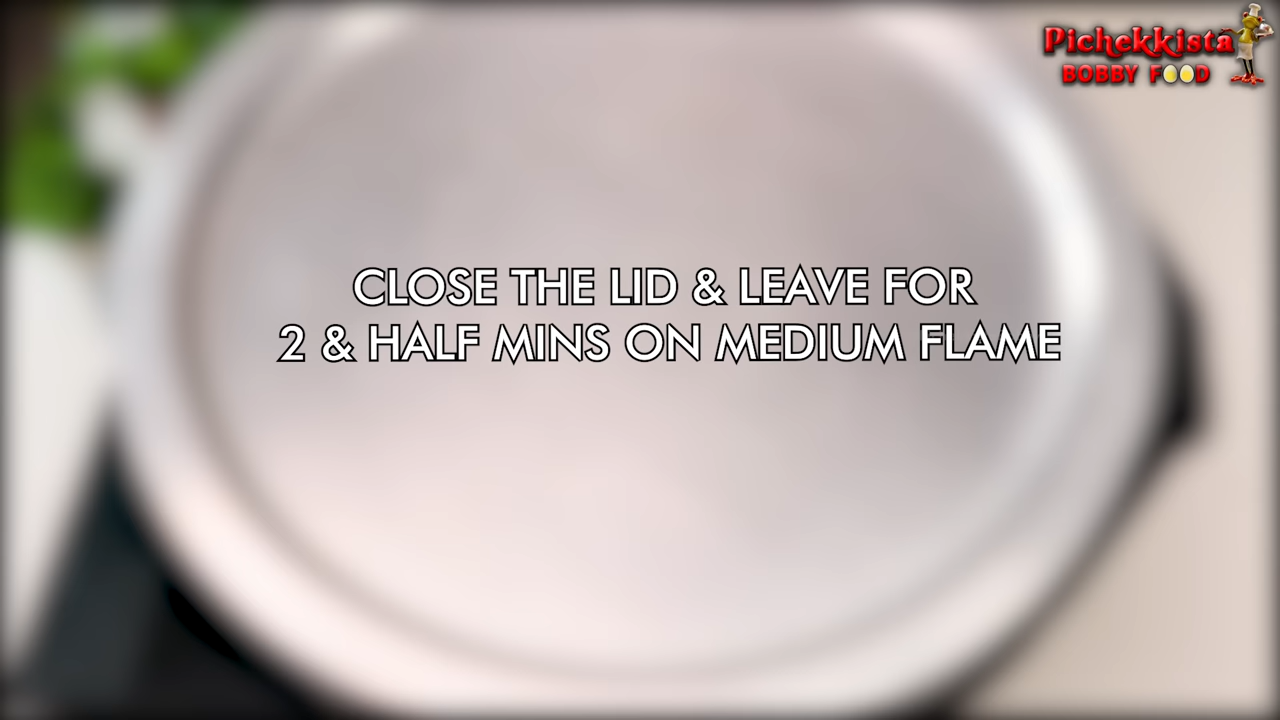 Pichekkista
BOBBY FOOD
CLOSE THE LID & LEAVE FOR
2 & HALF MINS ON MEDIUM FLAME